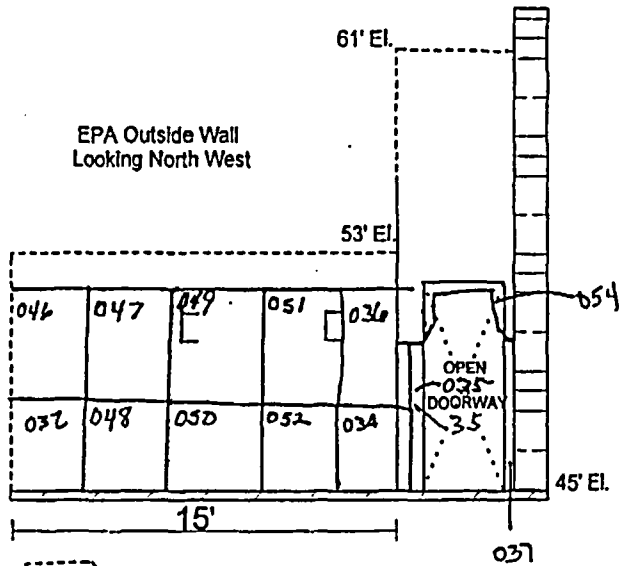 61' El.
EPA Outside Wall
Looking North West
53' El.
046 047 049 051 036
054
OPEN
035
DOORWAY
35
032 048 050 052 034
45' El.
15'
037